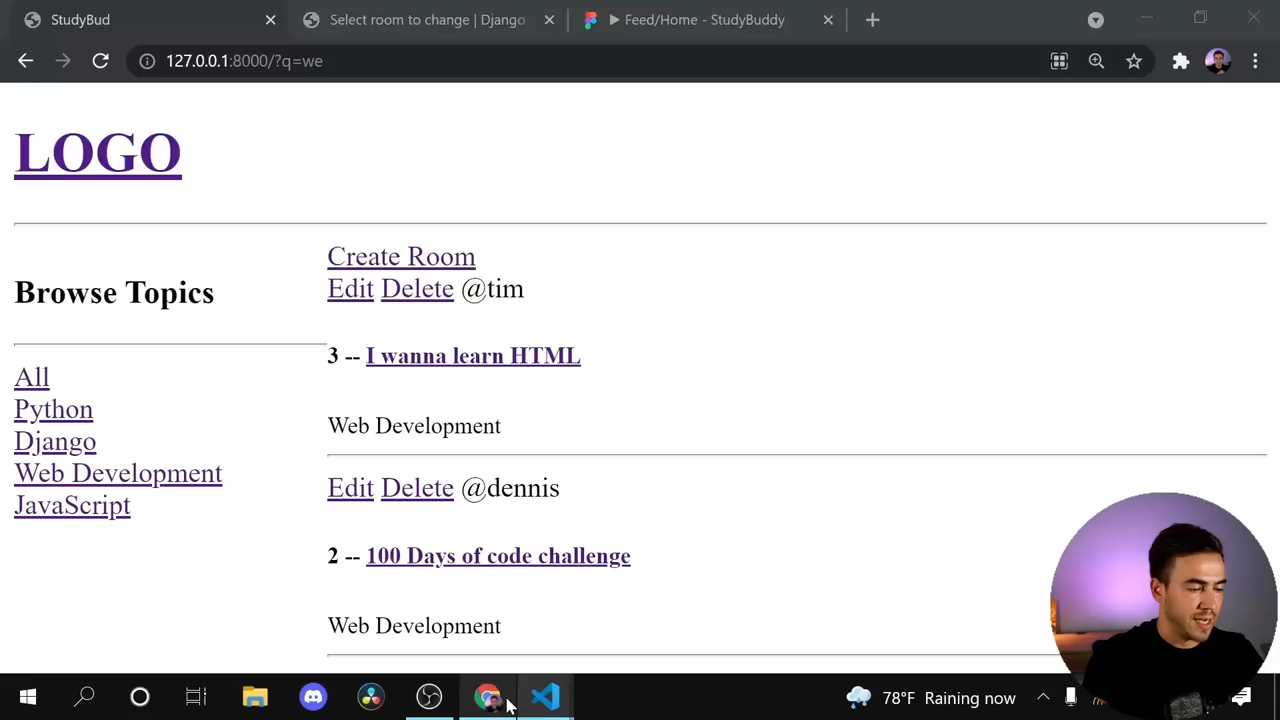 StudyBud
Select room to change | Django
Feed/Home - StudyBuddy
127.0.0.1:8000/?q=we
LOGO
Create Room
Edit Delete @tim
Browse Topics
3 -- I wanna learn HTML
All
Python
Web Development
Django
Web Development
JavaScript
Edit Delete @dennis
2 -- 100 Days of code challenge
Web Development
78°F Raining now